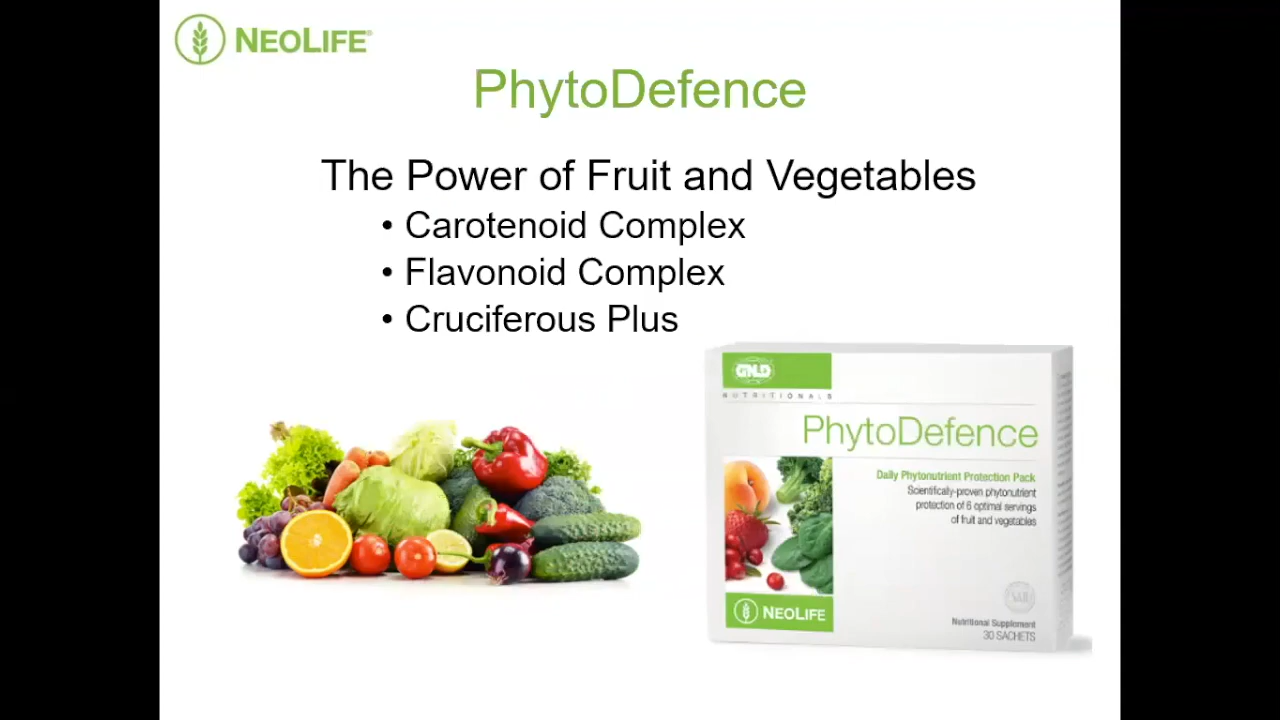 NEOLIFE®
PhytoDefence
The Power of Fruit and Vegetables
• Carotenoid Complex
• Flavonoid Complex
• Cruciferous Plus
GNLD
NUTRITIONALS
PhytoDefence
Daily Phytonutrient Protection Pack
Scientifically-proven phytonutrient
protection of 6 optimal servings
of fruit and vegetables
NEOLIFE
Nutritional Supplement
30 SACHETS